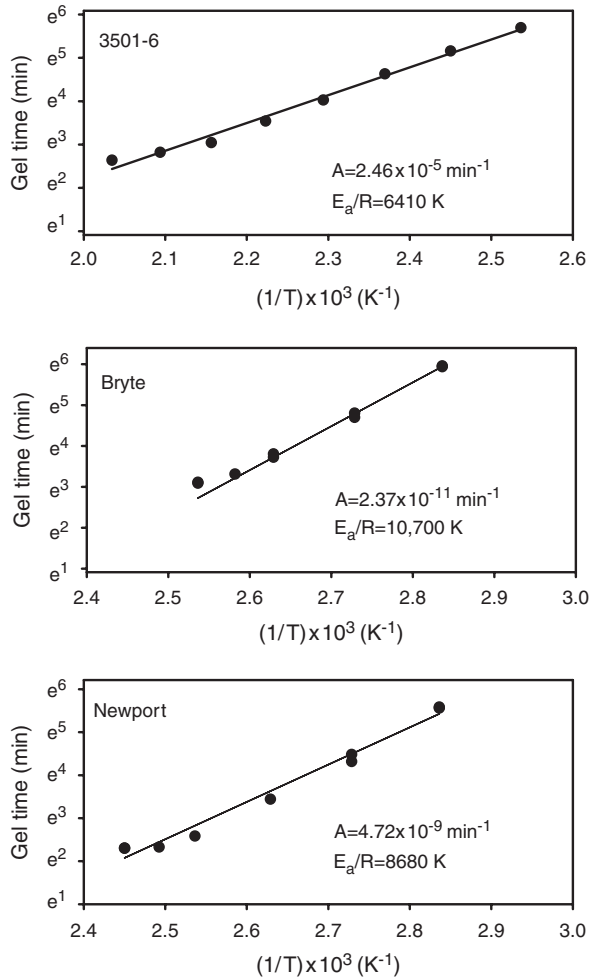 3501-6
Gel time (min)
e⁶
e⁵
e⁴
e³
e²
e¹
A=2.46x10⁻⁵ min⁻¹
Eₐ/R=6410 K
2.0 2.1 2.2 2.3 2.4 2.5 2.6
(1/T)x10³ (K⁻¹)
Bryte
Gel time (min)
e⁶
e⁵
e⁴
e³
e²
e¹
A=2.37x10⁻¹¹ min⁻¹
Eₐ/R=10,700 K
2.4 2.5 2.6 2.7 2.8 2.9 3.0
(1/T)x10³ (K⁻¹)
Newport
Gel time (min)
e⁶
e⁵
e⁴
e³
e²
e¹
A=4.72x10⁻⁹ min⁻¹
Eₐ/R=8680 K
2.4 2.5 2.6 2.7 2.8 2.9 3.0
(1/T)x10³ (K⁻¹)